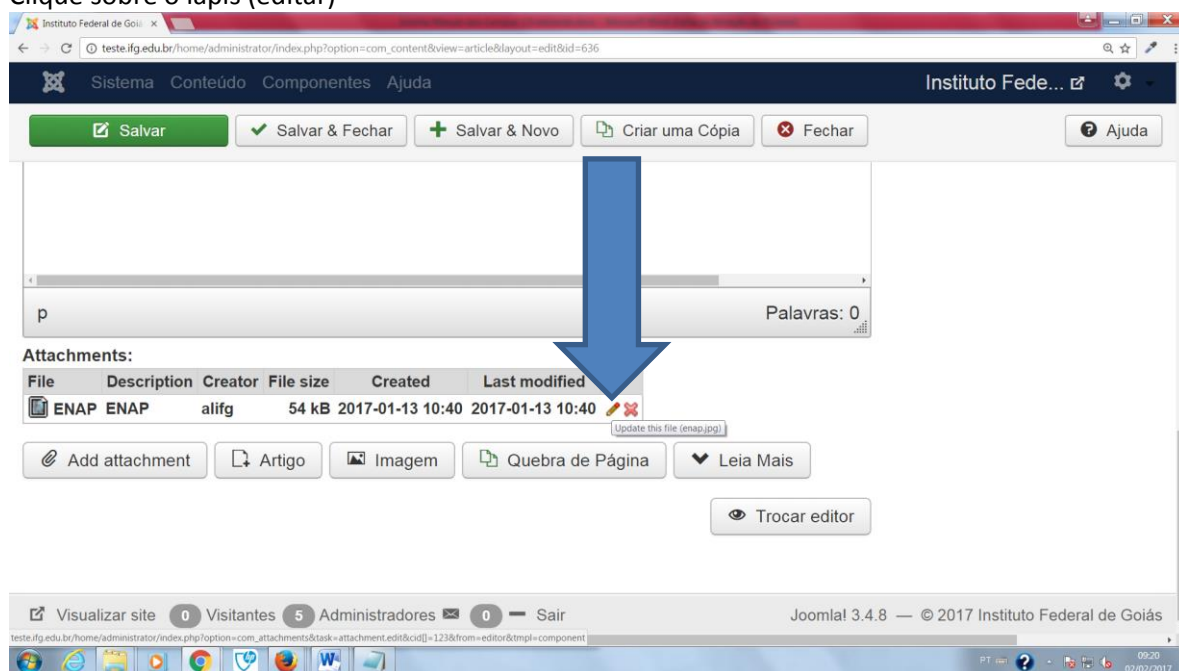 Clique sobre o lápis (editar)
Instituto Federal de Goiá
teste.ifg.edu.br/home/administrator/index.php?option=com_content&view=article&layout=edit&id=636
Sistema Conteúdo Componentes Ajuda Instituto Fede...
Salvar Salvar & Fechar Salvar & Novo Criar uma Cópia Fechar Ajuda
p Palavras: 0
Attachments:
File Description Creator File size Created Last modified
ENAP ENAP alifg 54 kB 2017-01-13 10:40 2017-01-13 10:40
Update this file (enap.jpg)
Add attachment Artigo Imagem Quebra de Página Leia Mais
Trocar editor
Visualizar site 0 Visitantes 5 Administradores 0 Sair Joomla! 3.4.8 — © 2017 Instituto Federal de Goiás
teste.ifg.edu.br/home/administrator/index.php?option=com_attachments&task=attachment.edit&cid[]=123&from=editor&tmpl=component
PT 09:20
02/02/2017